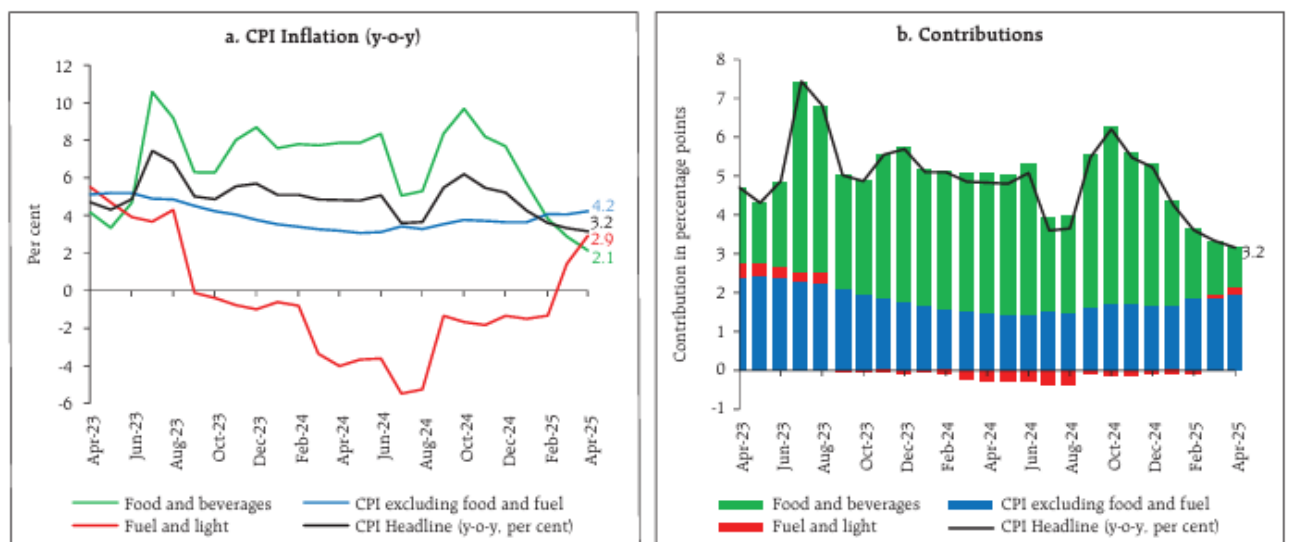 a. CPI Inflation (y-o-y)
Per cent
12
10
8
6
4
2
0
-2
-4
-6
4.2
3.2
2.9
2.1
Apr-23
Jun-23
Aug-23
Oct-23
Dec-23
Feb-24
Apr-24
Jun-24
Aug-24
Oct-24
Dec-24
Feb-25
Apr-25
Food and beverages
CPI excluding food and fuel
Fuel and light
CPI Headline (y-o-y, per cent)
b. Contributions
Contribution in percentage points
8
7
6
5
4
3
2
1
0
-1
3.2
Apr-23
Jun-23
Aug-23
Oct-23
Dec-23
Feb-24
Apr-24
Jun-24
Aug-24
Oct-24
Dec-24
Feb-25
Apr-25
Food and beverages
CPI excluding food and fuel
Fuel and light
CPI Headline (y-o-y, per cent)